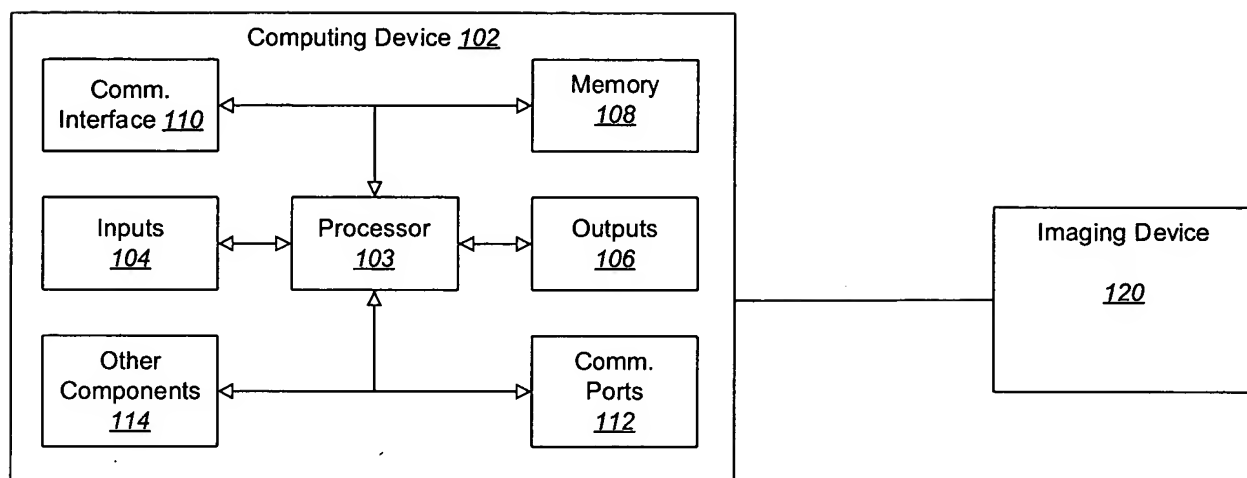 Computing Device 102
Comm.
Interface 110
Memory
108
Inputs
104
Processor
103
Outputs
106
Imaging Device
120
Other
Components
114
Comm.
Ports
112